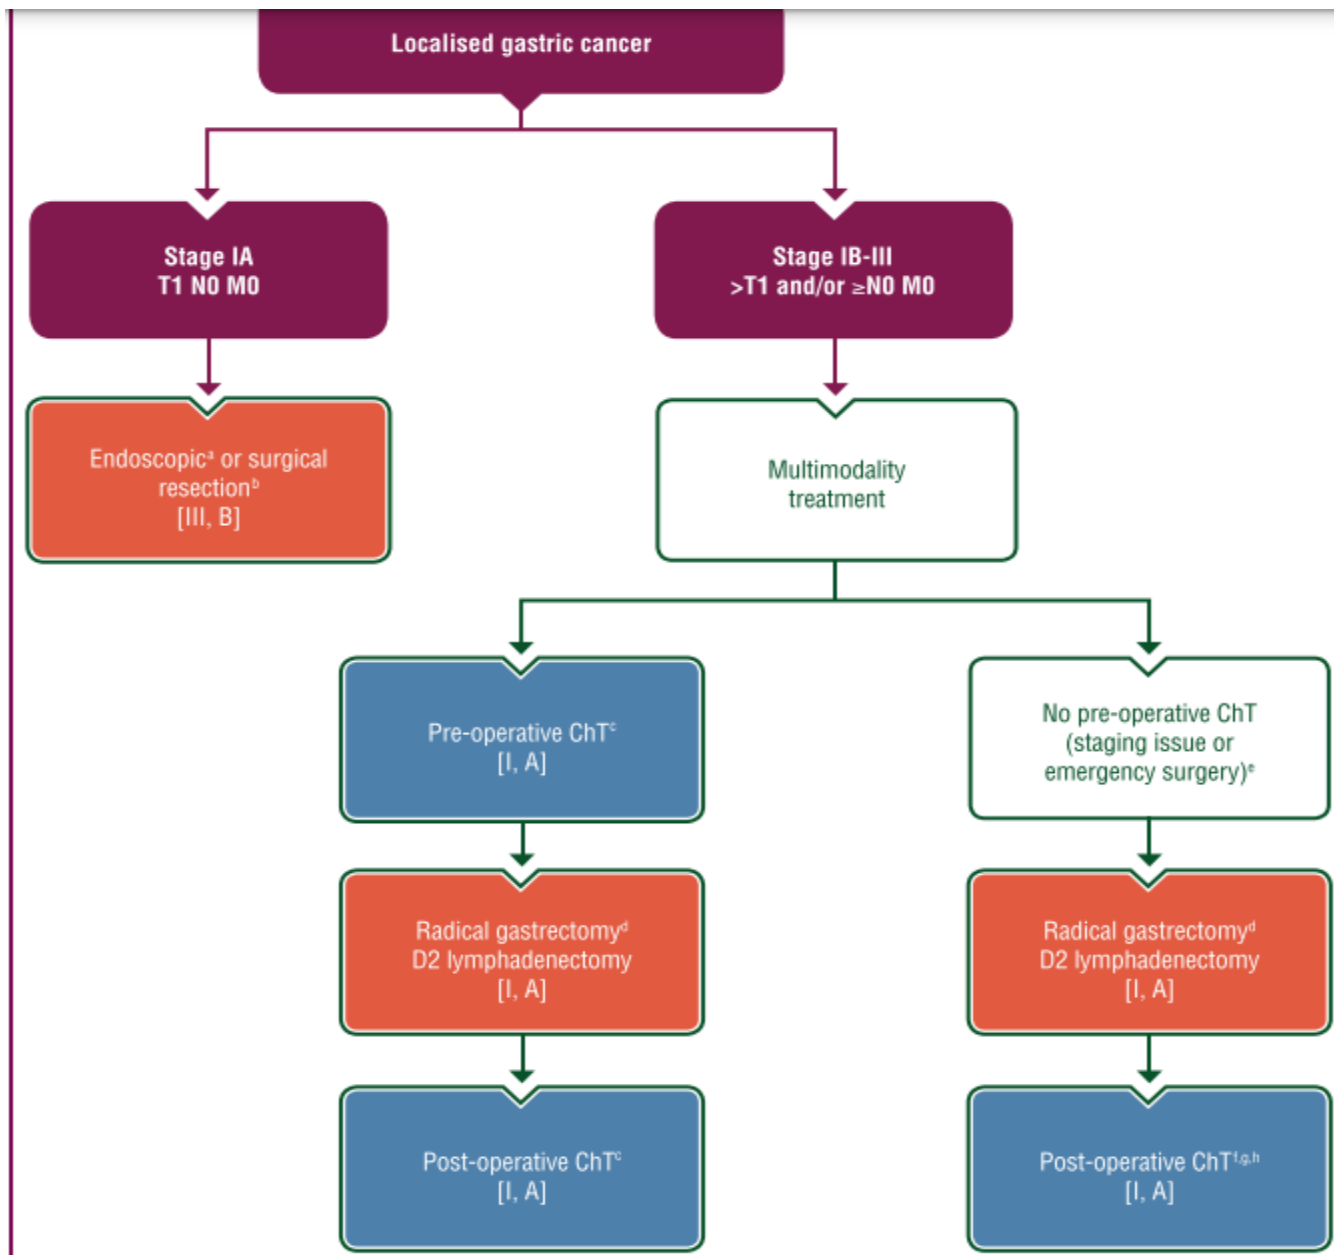 Localised gastric cancer
Stage IA
T1 N0 M0
Stage IB-III
>T1 and/or ≥N0 M0
Endoscopicᵃ or surgical
resectionᵇ
[III, B]
Multimodality
treatment
Pre-operative ChTᶜ
[I, A]
No pre-operative ChT
(staging issue or
emergency surgery)ᵉ
Radical gastrectomyᵈ
D2 lymphadenectomy
[I, A]
Radical gastrectomyᵈ
D2 lymphadenectomy
[I, A]
Post-operative ChTᶜ
[I, A]
Post-operative ChTᶠ,ᵍ,ʰ
[I, A]